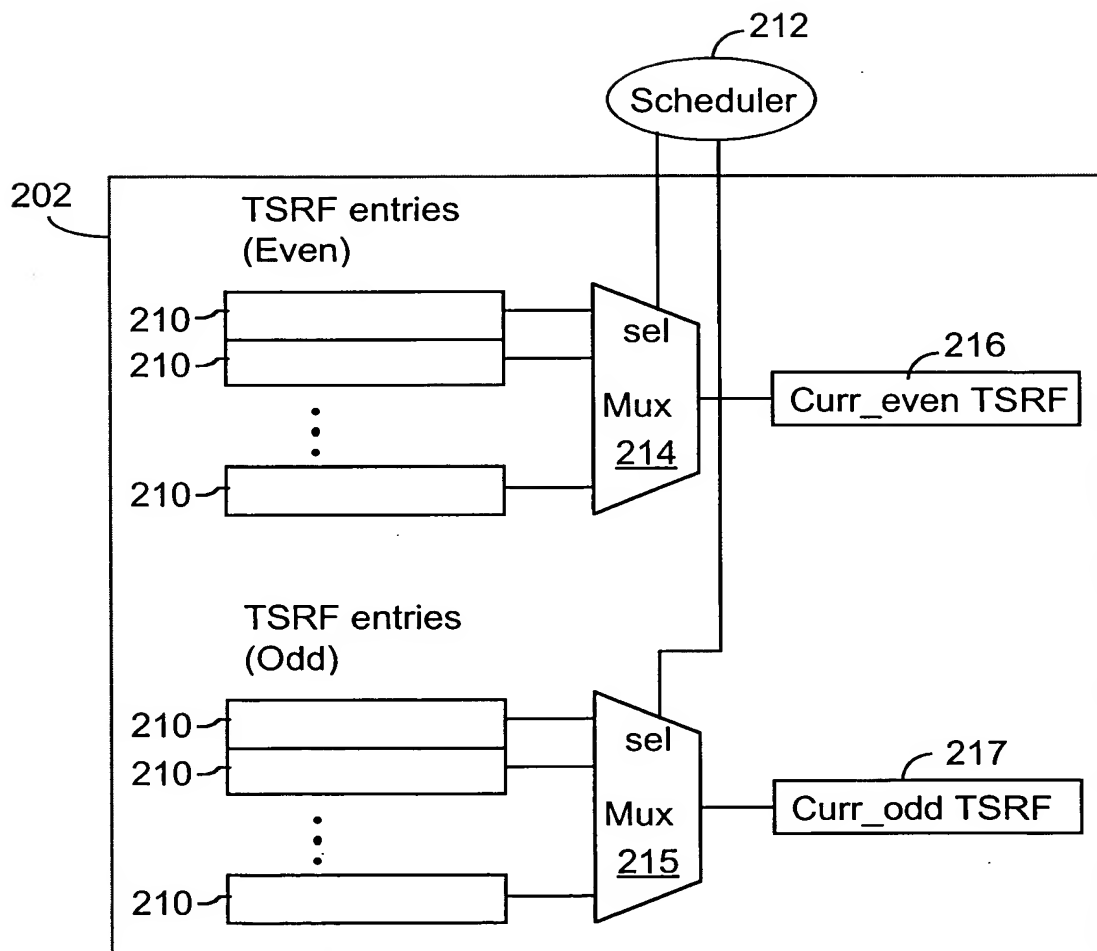 212
Scheduler
202
TSRF entries
(Even)
210
210
210
sel
Mux
214
216
Curr_even TSRF
TSRF entries
(Odd)
210
210
210
sel
Mux
215
217
Curr_odd TSRF